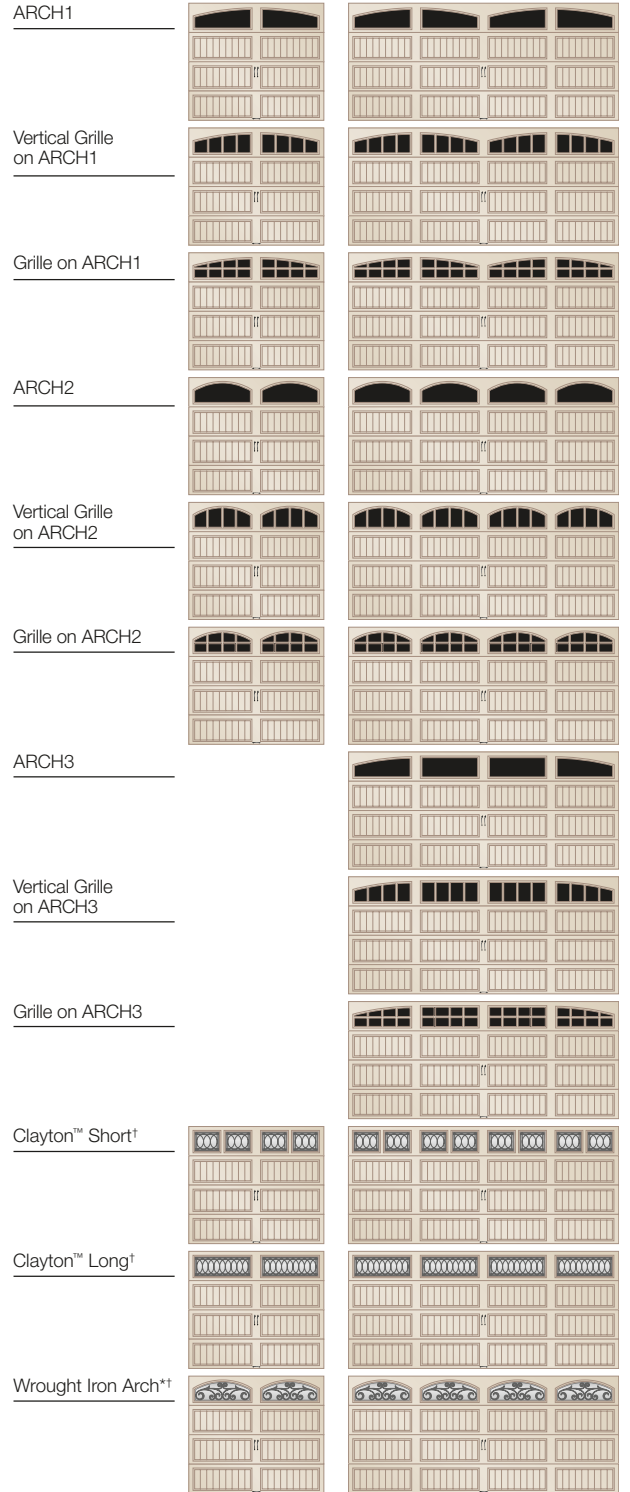 ARCH1
Vertical Grille
on ARCH1
Grille on ARCH1
ARCH2
Vertical Grille
on ARCH2
Grille on ARCH2
ARCH3
Vertical Grille
on ARCH3
Grille on ARCH3
Clayton™ Short†
Clayton™ Long†
Wrought Iron Arch*†